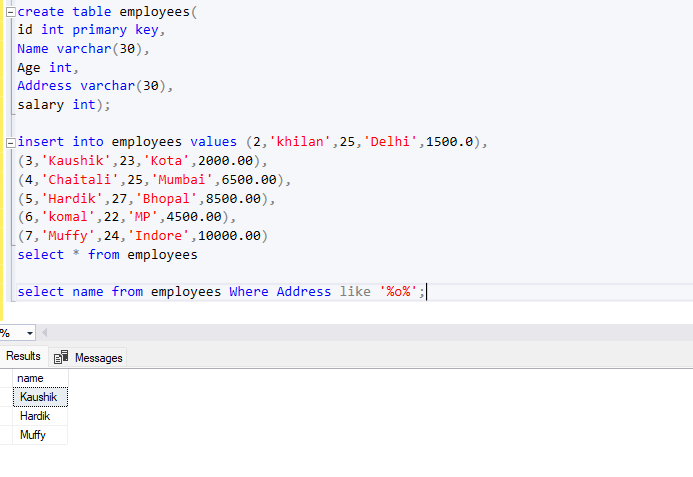 create table employees(
id int primary key,
Name varchar(30),
Age int,
Address varchar(30),
salary int);
insert into employees values (2,'khilan',25,'Delhi',1500.0),
(3,'Kaushik',23,'Kota',2000.00),
(4,'Chaitali',25,'Mumbai',6500.00),
(5,'Hardik',27,'Bhopal',8500.00),
(6,'komal',22,'MP',4500.00),
(7,'Muffy',24,'Indore',10000.00)
select * from employees
select name from employees Where Address like '%o%';
%
Results Messages
name
Kaushik
Hardik
Muffy